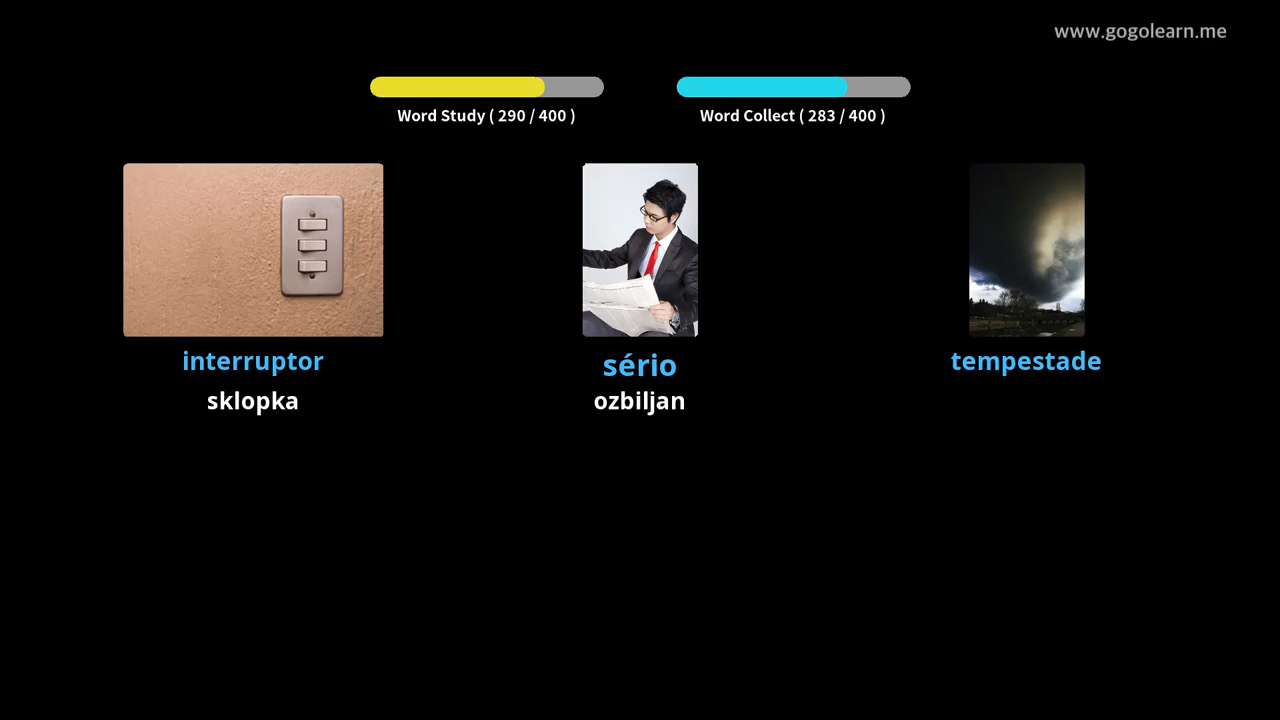 www.gogolearn.me
Word Study ( 290 / 400 )
Word Collect ( 283 / 400 )
interruptor
sério
tempestade
sklopka
ozbiljan